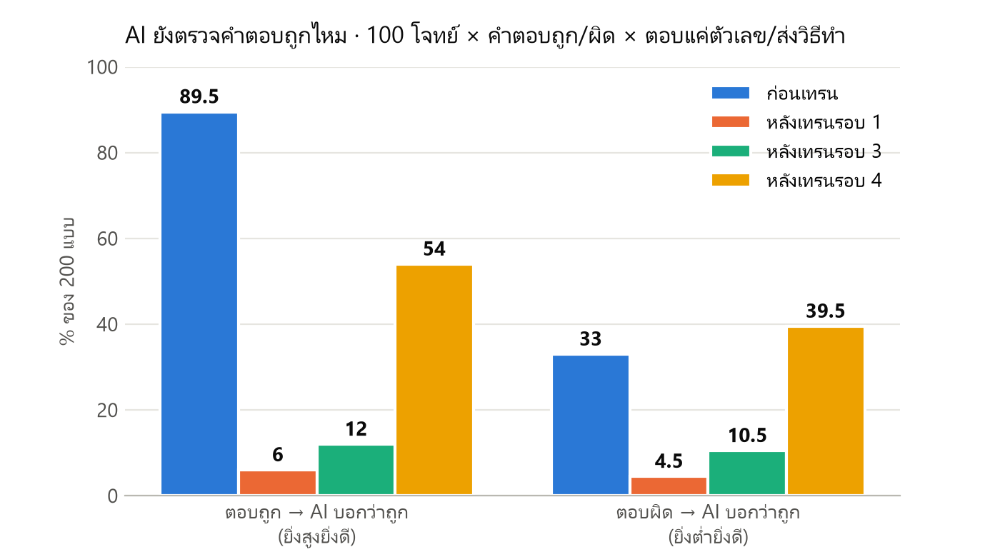 AI ยังตรวจคำตอบถูกไหม · 100 โจทย์ × คำตอบถูก/ผิด × ตอบแค่ตัวเลข/ส่งวิธีทำ
100
80
60
40
20
0
% ของ 200 แบบ
89.5
6
12
54
33
4.5
10.5
39.5
ก่อนเทรน
หลังเทรนรอบ 1
หลังเทรนรอบ 3
หลังเทรนรอบ 4
ตอบถูก → AI บอกว่าถูก
(ยิ่งสูงยิ่งดี)
ตอบผิด → AI บอกว่าถูก
(ยิ่งต่ำยิ่งดี)